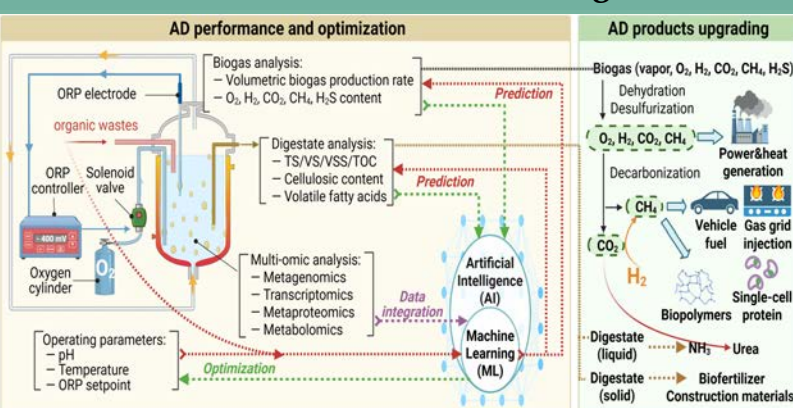 AD performance and optimization
Biogas analysis:
– Volumetric biogas production rate
– O₂, H₂, CO₂, CH₄, H₂S content
ORP electrode
organic wastes
Digestate analysis:
– TS/VS/VSS/TOC
– Cellulosic content
– Volatile fatty acids
Prediction
Prediction
ORP
controller
Solenoid
valve
- 400 mV
O₂
Oxygen
cylinder
Multi-omic analysis:
– Metagenomics
– Transcriptomics
– Metaproteomics
– Metabolomics
Data
integration
Artificial
Intelligence
(AI)
Machine
Learning
(ML)
Operating parameters:
– pH
– Temperature
– ORP setpoint
Optimization
AD products upgrading
Biogas (vapor, O₂, H₂, CO₂, CH₄, H₂S)
Dehydration
Desulfurization
O₂, H₂, CO₂, CH₄
Power&heat
generation
Decarbonization
CH₄
Vehicle
fuel
Gas grid
injection
CO₂
H₂
Biopolymers
Single-cell
protein
Digestate
(liquid)
NH₃
Urea
Digestate
(solid)
Biofertilizer
Construction materials